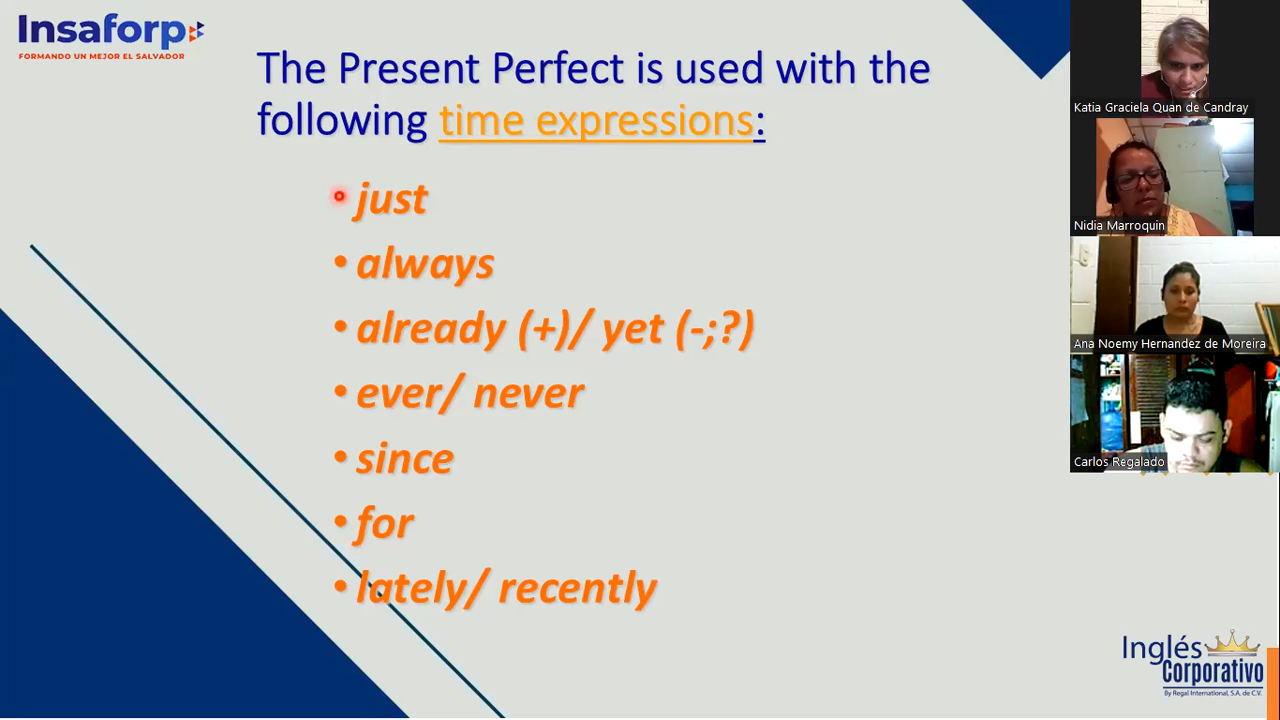 Insaforp
FORMANDO UN MEJOR EL SALVADOR
The Present Perfect is used with the
following time expressions:
• just
• always
• already (+)/ yet (-;?)
• ever/ never
• since
• for
• lately/ recently
Katia Graciela Quan de Candray
Nidia Marroquin
Ana Noemy Hernandez de Moreira
Carlos Regalado
Inglés
Corporativo
By Regal International, S.A. de C.V.